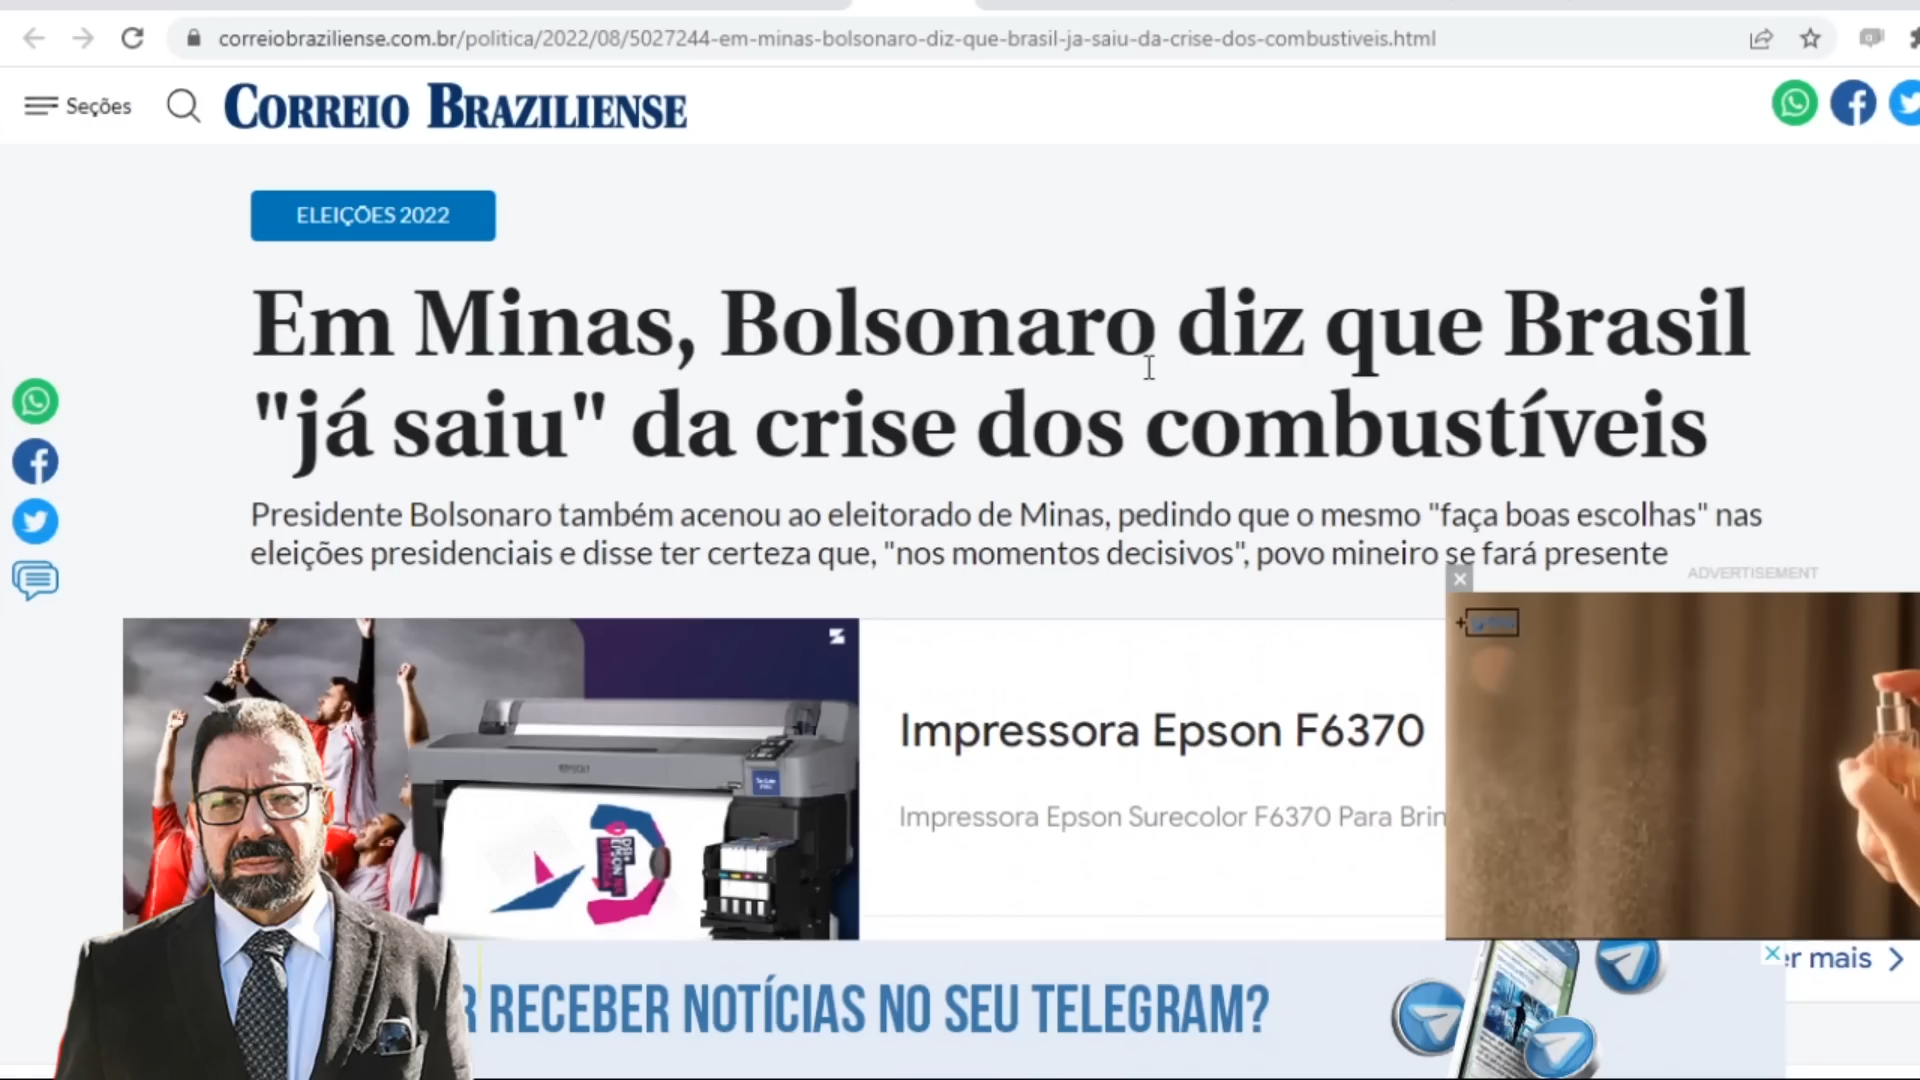 correiobraziliense.com.br/politica/2022/08/5027244-em-minas-bolsonaro-diz-que-brasil-ja-saiu-da-crise-dos-combustiveis.html
Seções
CORREIO BRAZILIENSE
ELEIÇÕES 2022
Em Minas, Bolsonaro diz que Brasil
"já saiu" da crise dos combustíveis
Presidente Bolsonaro também acenou ao eleitorado de Minas, pedindo que o mesmo "faça boas escolhas" nas
eleições presidenciais e disse ter certeza que, "nos momentos decisivos", povo mineiro se fará presente
ADVERTISEMENT
Impressora Epson F6370
Impressora Epson Surecolor F6370 Para Brin
er mais
R RECEBER NOTÍCIAS NO SEU TELEGRAM?